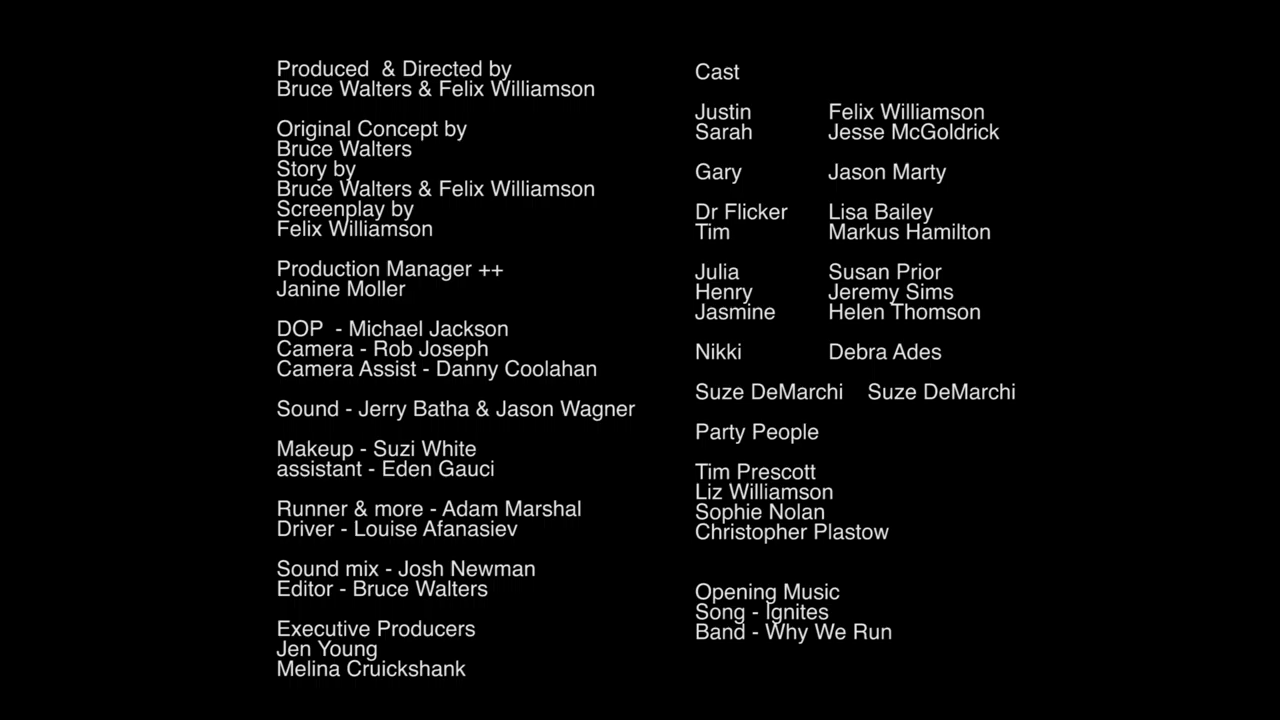 Produced  & Directed by
Bruce Walters & Felix Williamson
Original Concept by
Bruce Walters
Story by
Bruce Walters & Felix Williamson
Screenplay by
Felix Williamson
Production Manager ++
Janine Moller
DOP  - Michael Jackson
Camera - Rob Joseph
Camera Assist - Danny Coolahan
Sound - Jerry Batha & Jason Wagner
Makeup - Suzi White
assistant - Eden Gauci
Runner & more - Adam Marshal
Driver - Louise Afanasiev
Sound mix - Josh Newman
Editor - Bruce Walters
Executive Producers
Jen Young
Melina Cruickshank
Cast
Justin Felix Williamson
Sarah Jesse McGoldrick
Gary Jason Marty
Dr Flicker Lisa Bailey
Tim Markus Hamilton
Julia Susan Prior
Henry Jeremy Sims
Jasmine Helen Thomson
Nikki Debra Ades
Suze DeMarchi Suze DeMarchi
Party People
Tim Prescott
Liz Williamson
Sophie Nolan
Christopher Plastow
Opening Music
Song - Ignites
Band - Why We Run